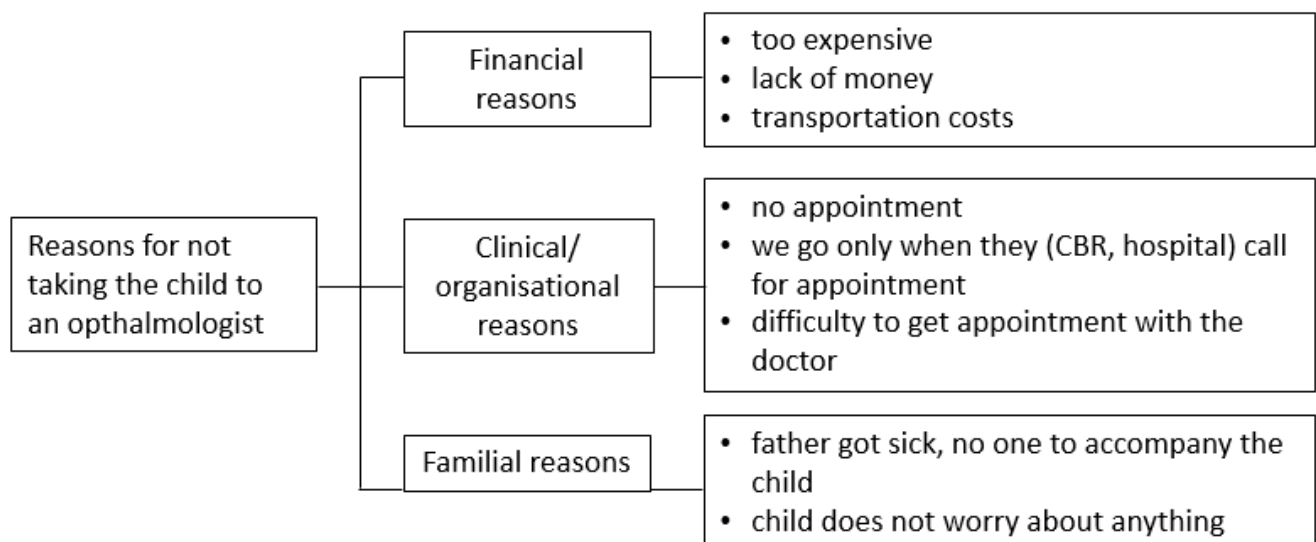 Reasons for not
taking the child to
an opthalmologist
Financial
reasons
• too expensive
• lack of money
• transportation costs
Clinical/
organisational
reasons
• no appointment
• we go only when they (CBR, hospital) call
for appointment
• difficulty to get appointment with the
doctor
Familial reasons
• father got sick, no one to accompany the
child
• child does not worry about anything